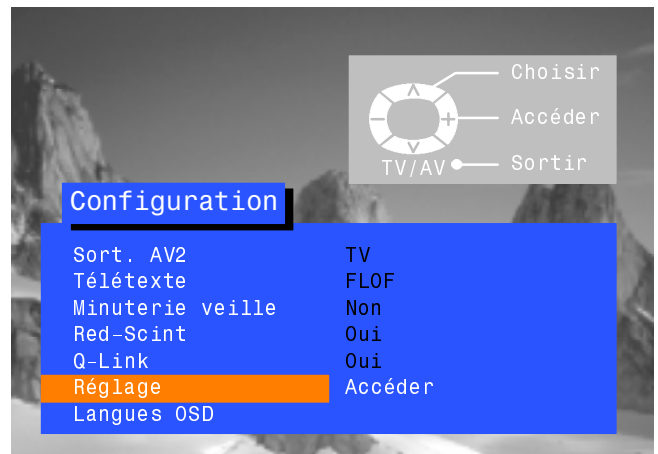 Choisir
Accéder
TV/AV Sortir
Configuration
Sort. AV2 TV
Télétexte FLOF
Minuterie veille Non
Red-Scint Oui
Q-Link Oui
Réglage Accéder
Langues OSD